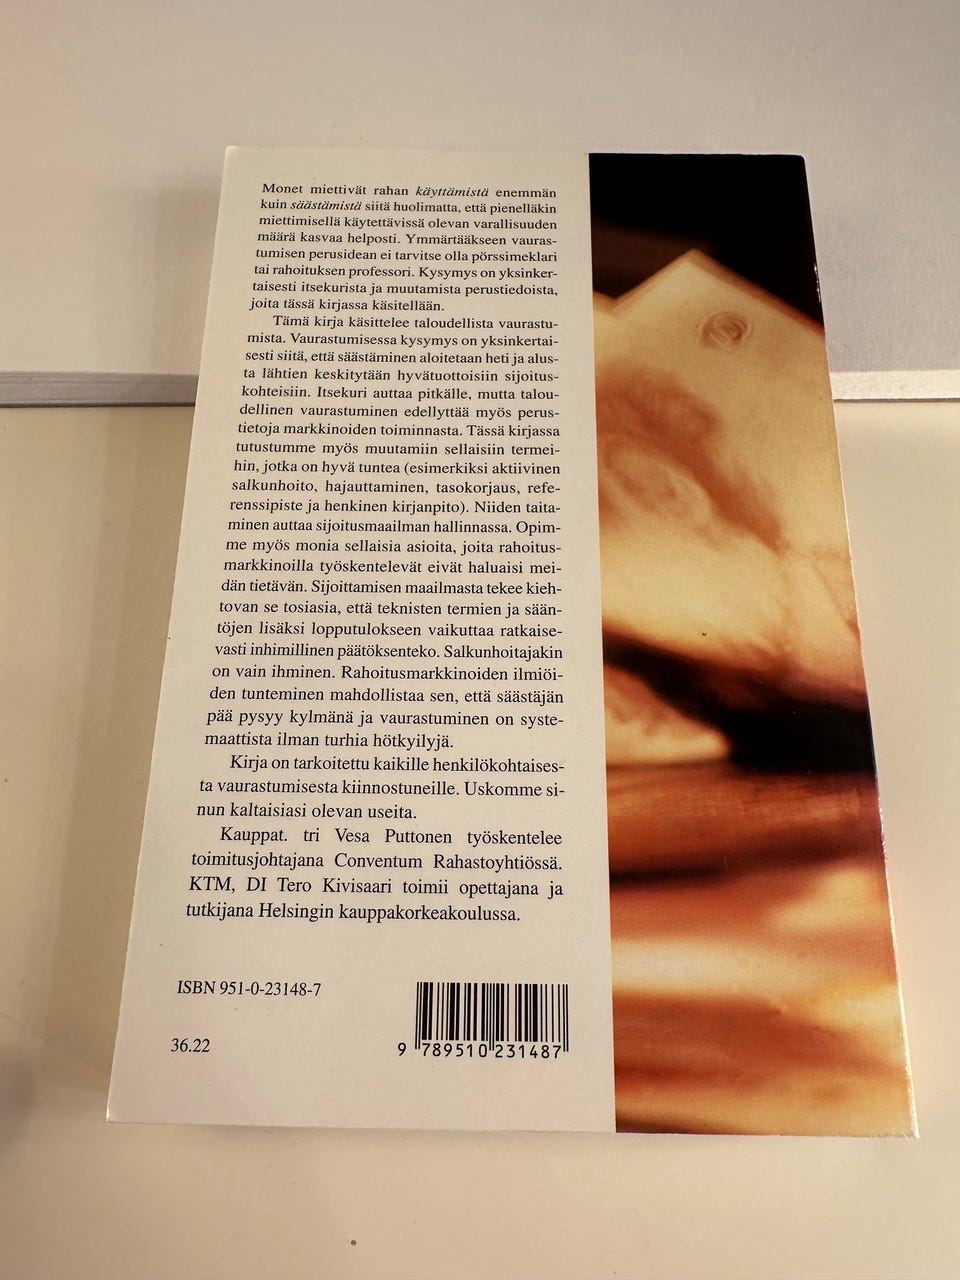 Monet miettivät rahan käyttämistä enemmän
kuin säästämistä siitä huolimatta, että pienelläkin
miettimisellä käytettävissä olevan varallisuuden
määrä kasvaa helposti. Ymmärtääkseen vauras-
tumisen perusidean ei tarvitse olla pörssimeklari
tai rahoituksen professori. Kysymys on yksinker-
taisesti itsekurista ja muutamista perustiedoista,
joita tässä kirjassa käsitellään.
Tämä kirja käsittelee taloudellista vaurastu-
mista. Vaurastumisessa kysymys on yksinkertai-
sesti siitä, että säästäminen aloitetaan heti ja alus-
ta lähtien keskitytään hyvätuottoisiin sijoitus-
kohteisiin. Itsekuri auttaa pitkälle, mutta talou-
dellinen vaurastuminen edellyttää myös perus-
tietoja markkinoiden toiminnasta. Tässä kirjassa
tutustumme myös muutamiin sellaisiin termei-
hin, jotka on hyvä tuntea (esimerkiksi aktiivinen
salkunhoito, hajauttaminen, tasokorjaus, refe-
renssipiste ja henkinen kirjanpito). Niiden taita-
minen auttaa sijoitusmaailman hallinnassa. Opim-
me myös monia sellaisia asioita, joita rahoitus-
markkinoilla työskentelevät eivät haluaisi mei-
dän tietävän. Sijoittamisen maailmasta tekee kieh-
tovan se tosiasia, että teknisten termien ja sään-
töjen lisäksi lopputulokseen vaikuttaa ratkaise-
vasti inhimillinen päätöksenteko. Salkunhoitajakin
on vain ihminen. Rahoitusmarkkinoiden ilmiöi-
den tunteminen mahdollistaa sen, että säästäjän
pää pysyy kylmänä ja vaurastuminen on syste-
maattista ilman turhia hötkyilyjä.
Kirja on tarkoitettu kaikille henkilökohtaises-
ta vaurastumisesta kiinnostuneille. Uskomme si-
nun kaltaisiasi olevan useita.
Kauppat. tri Vesa Puttonen työskentelee
toimitusjohtajana Conventum Rahastoyhtiössä.
KTM, DI Tero Kivisaari toimii opettajana ja
tutkijana Helsingin kauppakorkeakoulussa.
ISBN 951-0-23148-7
36.22
9 789510 231487